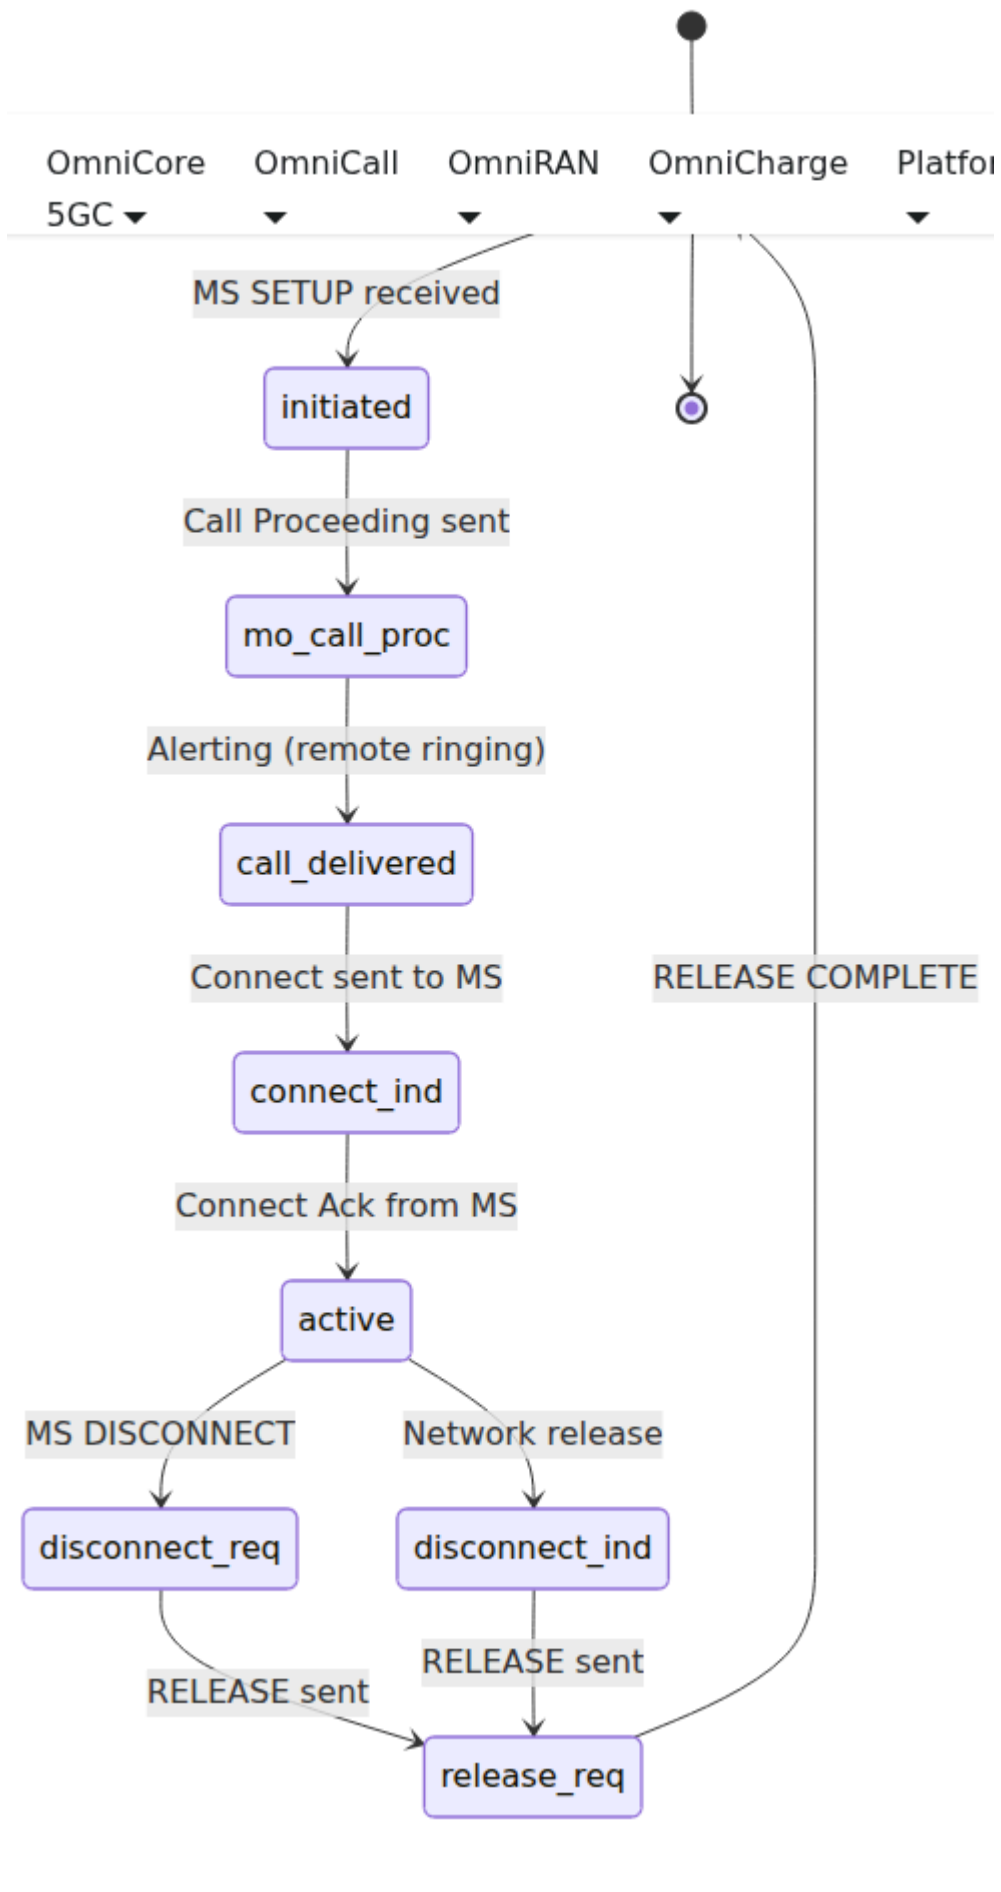 OmniCore OmniCall OmniRAN OmniCharge
5GC
MS SETUP received
initiated
Call Proceeding sent
mo_call_proc
Alerting (remote ringing)
call_delivered
Connect sent to MS
RELEASE COMPLETE
connect_ind
Connect Ack from MS
active
MS DISCONNECT
Network release
disconnect_req
disconnect_ind
RELEASE sent
RELEASE sent
release_req